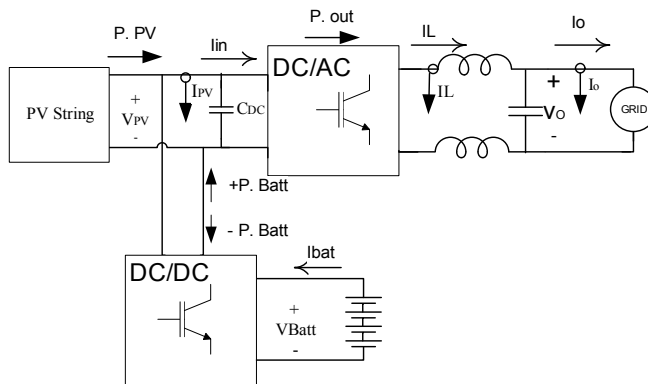 P. PV
Iin
P. out
IL
Io
DC/AC
PV String
+
VPV
-
IPV
CDC
IL
+
Vo
-
Io
GRID
+P. Batt
- P. Batt
DC/DC
Ibat
+
VBatt
-